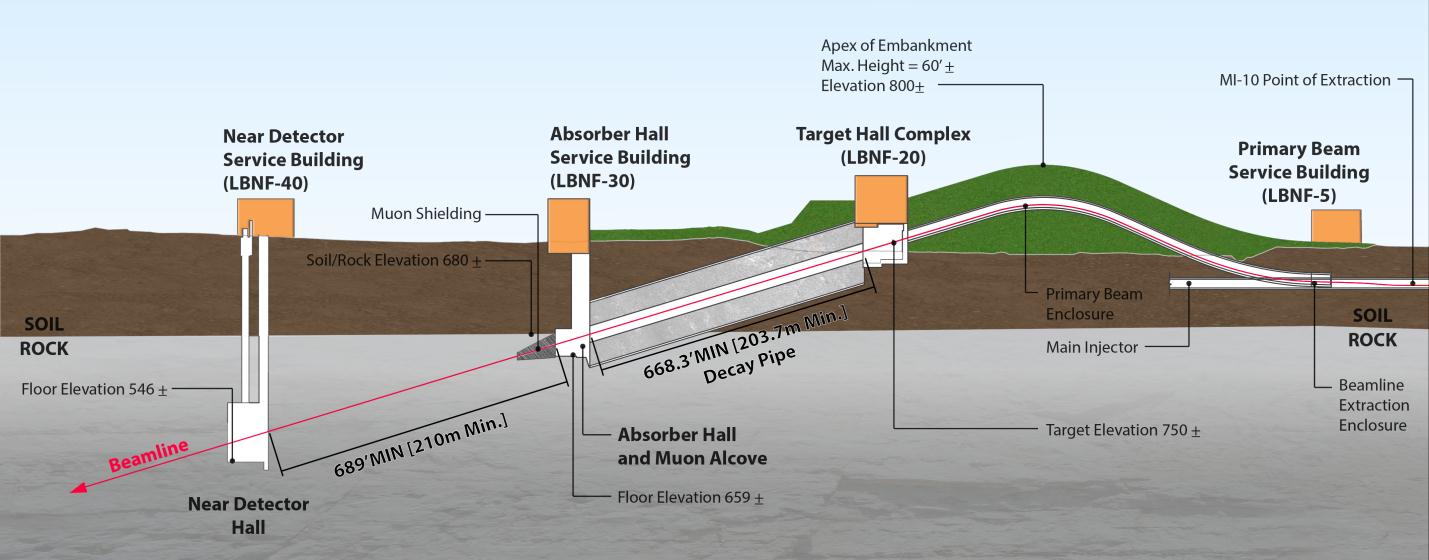 Apex of Embankment
Max. Height = 60' ±
Elevation 800±
MI-10 Point of Extraction
Near Detector
Service Building
(LBNF-40)
Absorber Hall
Service Building
(LBNF-30)
Target Hall Complex
(LBNF-20)
Primary Beam
Service Building
(LBNF-5)
Muon Shielding
Soil/Rock Elevation 680 ±
Primary Beam
Enclosure
SOIL
ROCK
SOIL
ROCK
668.3’MIN [203.7m Min.]
Decay Pipe
Main Injector
Floor Elevation 546 ±
Beamline
Extraction
Enclosure
Beamline
689’MIN [210m Min.]
Absorber Hall
and Muon Alcove
Target Elevation 750 ±
Floor Elevation 659 ±
Near Detector
Hall